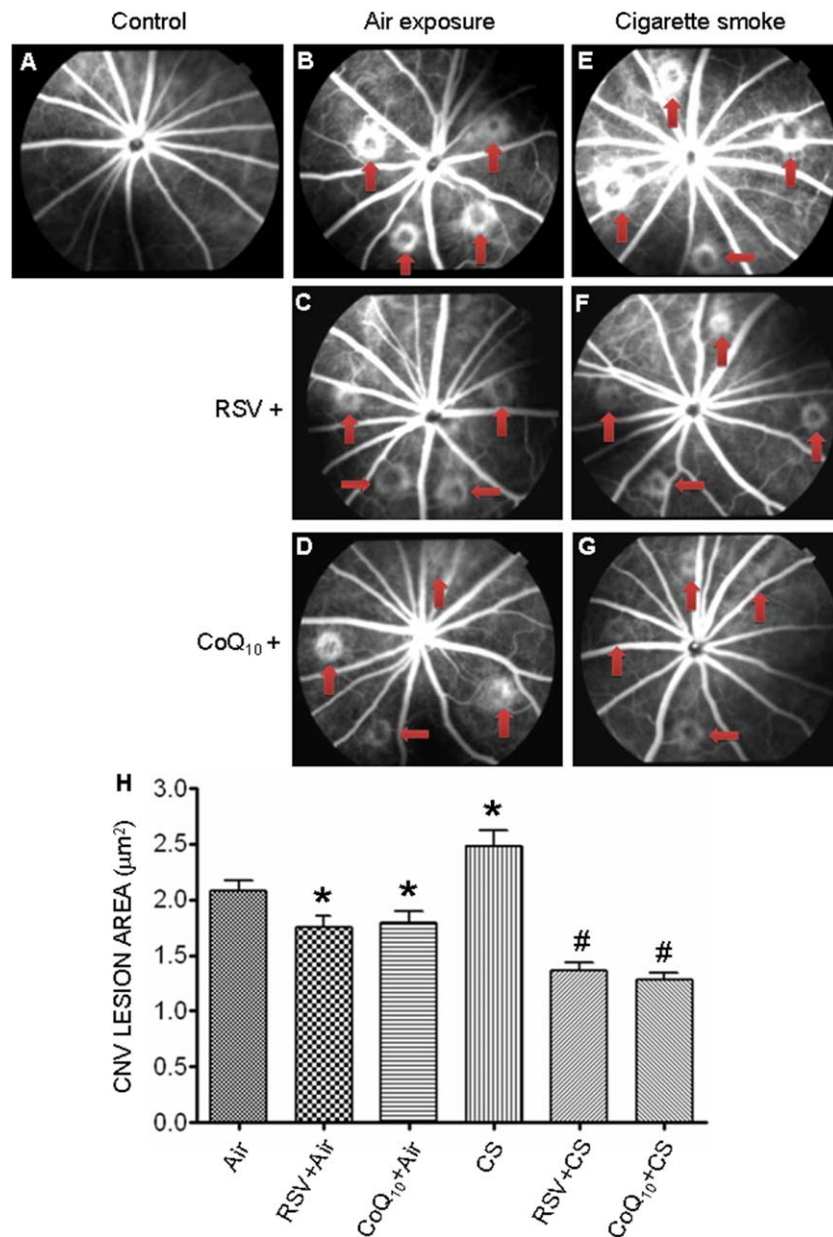 Control Air exposure Cigarette smoke
A B E
RSV + C F
CoQ₁₀ + D G
H
CNV LESION AREA (μm²)
3.0
2.5
2.0
1.5
1.0
0.5
0.0
* * * # #
Air RSV+Air CoQ₁₀+Air CS RSV+CS CoQ₁₀+CS